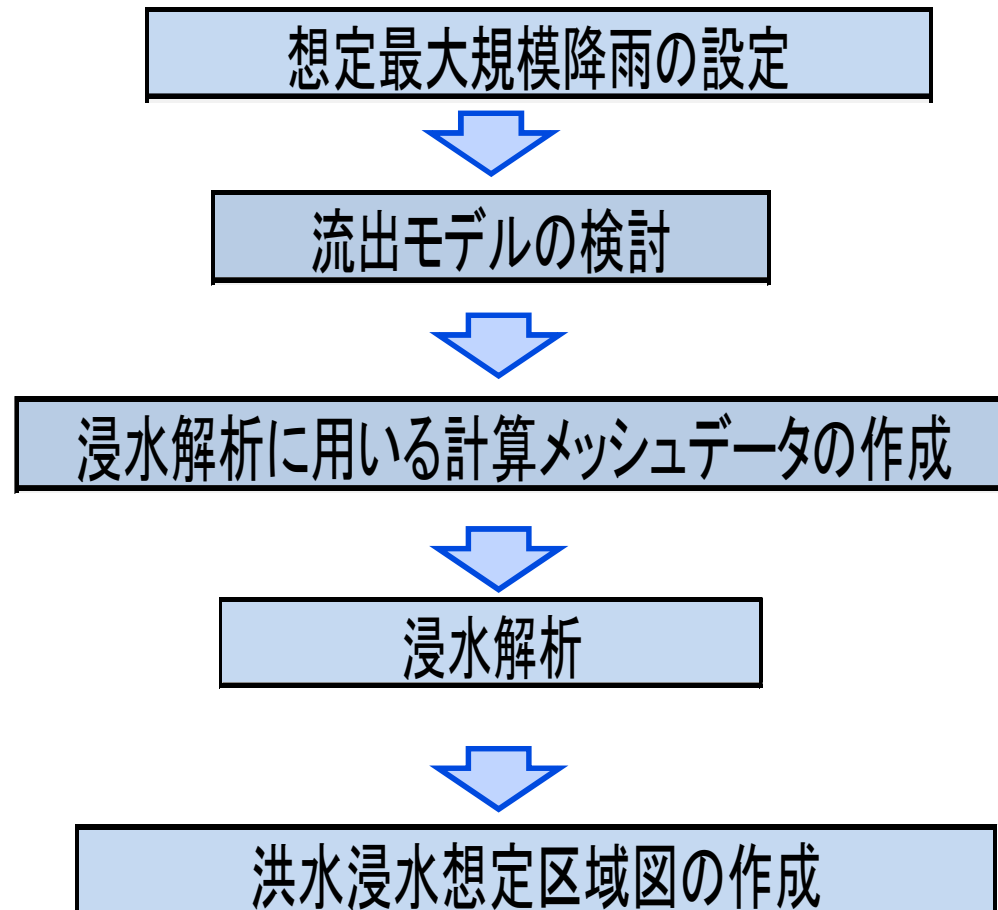 想定最大規模降雨の設定
流出モデルの検討
浸水解析に用いる計算メッシュデータの作成
浸水解析
洪水浸水想定区域図の作成